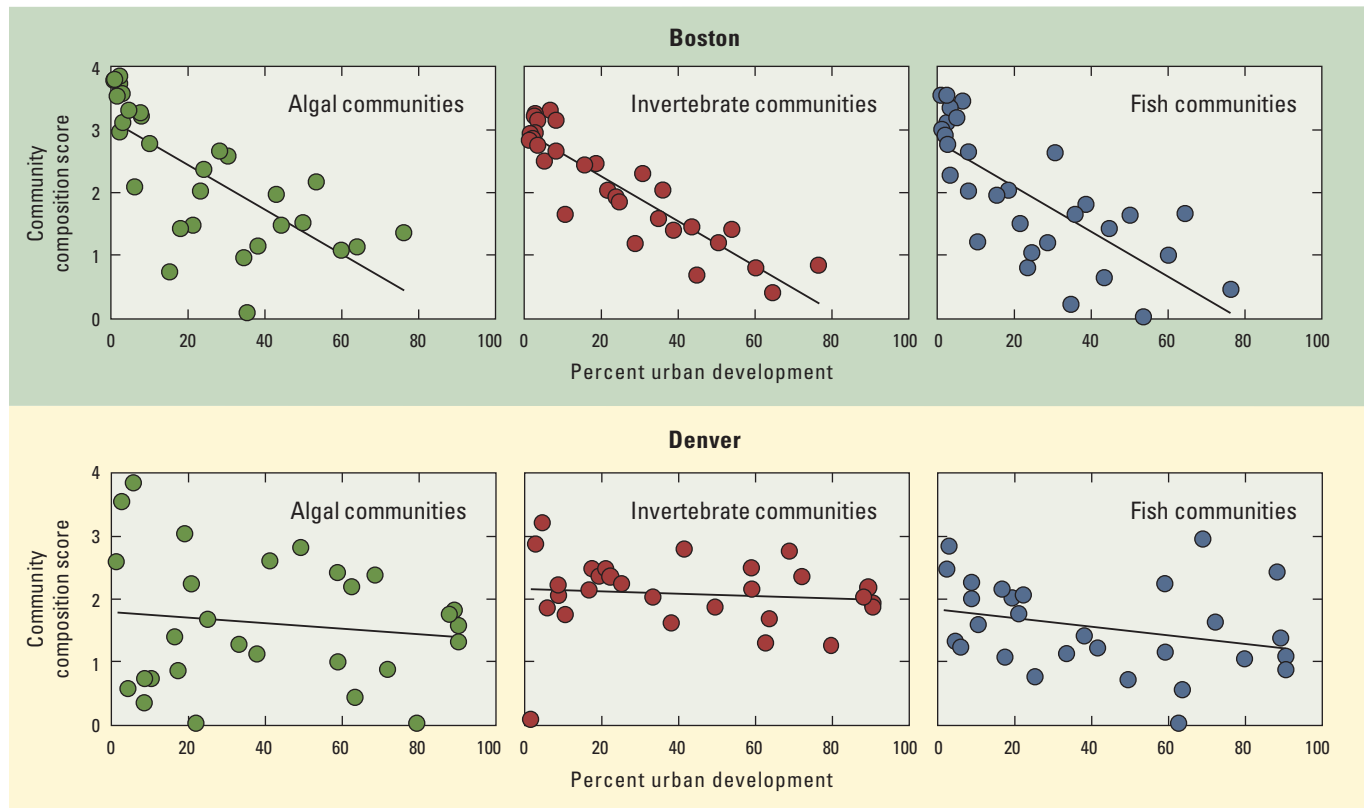 Boston
Community
composition score
4
3
2
1
0
Algal communities
Invertebrate communities
Fish communities
0 20 40 60 80 100
0 20 40 60 80 100
0 20 40 60 80 100
Percent urban development
Denver
Community
composition score
4
3
2
1
0
Algal communities
Invertebrate communities
Fish communities
0 20 40 60 80 100
0 20 40 60 80 100
0 20 40 60 80 100
Percent urban development